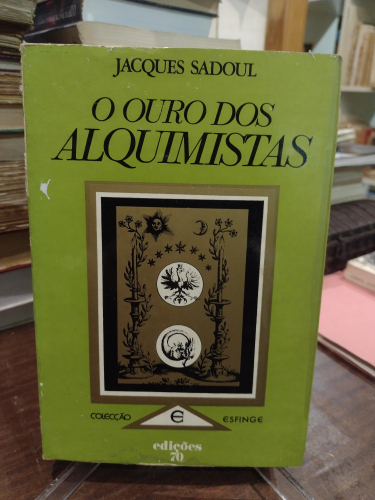 JACQUES SADOUL
O OURO DOS
ALQUIMISTAS
COLECÇÃO E ESFINGE
edições
70